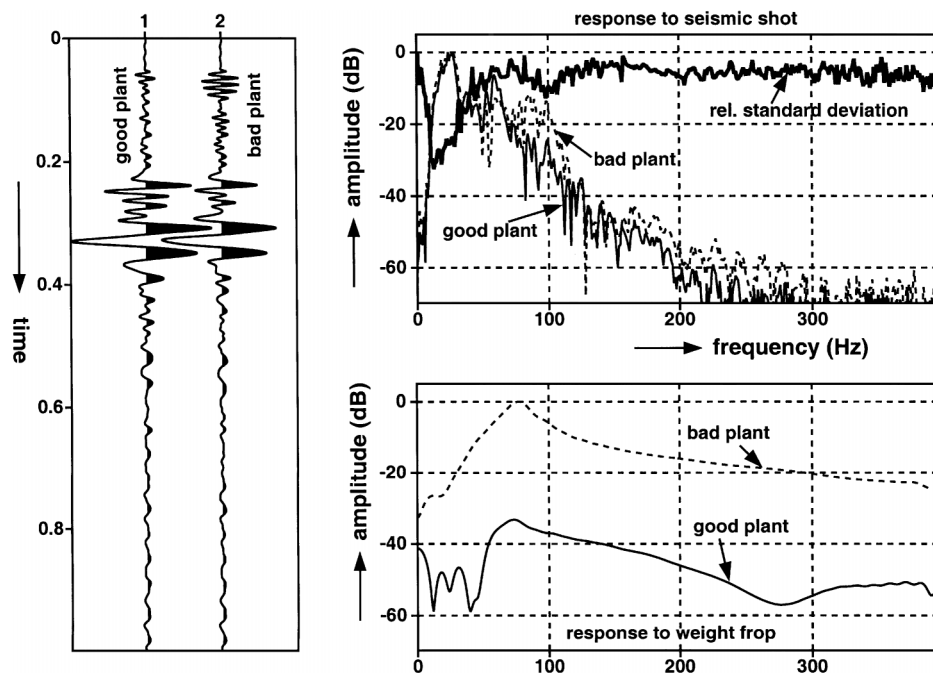 1 2
0
0.2
0.4
0.6
0.8
time
good plant
bad plant
response to seismic shot
0
-20
-40
-60
amplitude (dB)
rel. standard deviation
bad plant
good plant
0 100 200 300
frequency (Hz)
0
-20
-40
-60
amplitude (dB)
bad plant
good plant
response to weight frop
0 100 200 300